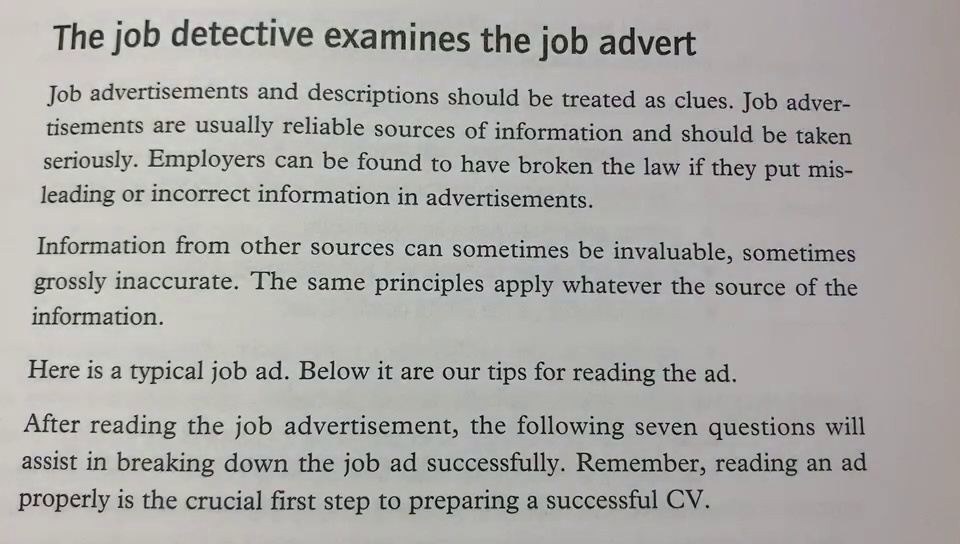 The job detective examines the job advert
Job advertisements and descriptions should be treated as clues. Job adver-
tisements are usually reliable sources of information and should be taken
seriously. Employers can be found to have broken the law if they put mis-
leading or incorrect information in advertisements.
Information from other sources can sometimes be invaluable, sometimes
grossly inaccurate. The same principles apply whatever the source of the
information.
Here is a typical job ad. Below it are our tips for reading the ad.
After reading the job advertisement, the following seven questions will
assist in breaking down the job ad successfully. Remember, reading an ad
properly is the crucial first step to preparing a successful CV.